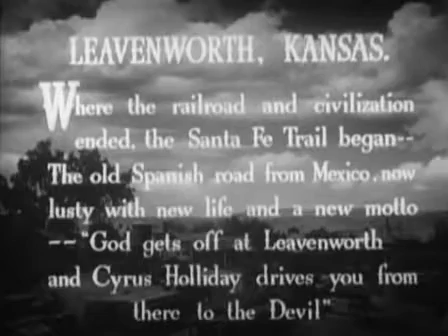 LEAVENWORTH, KANSAS.
Where the railroad and civilization
ended, the Santa Fe Trail began--
The old Spanish road from Mexico, now
lusty with new life and a new motto
--"God gets off at Leavenworth
and Cyrus Holliday drives you from
there to the Devil"